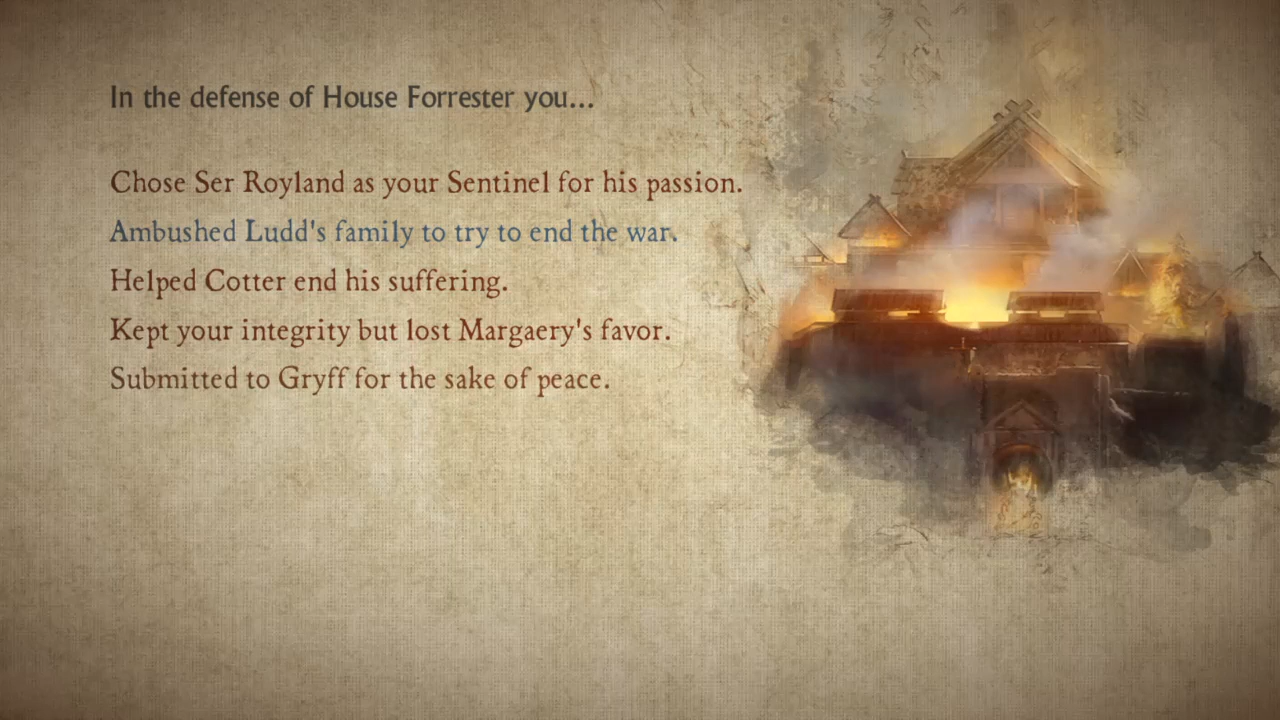 In the defense of House Forrester you...
Chose Ser Royland as your Sentinel for his passion.
Ambushed Ludd's family to try to end the war.
Helped Cotter end his suffering.
Kept your integrity but lost Margaery's favor.
Submitted to Gryff for the sake of peace.